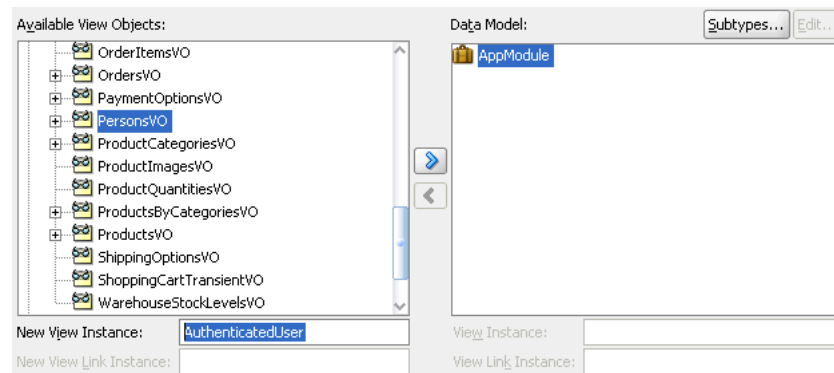 Available View Objects:
Data Model:
Subtypes...
Edit...
OrderItemsVO
OrdersVO
PaymentOptionsVO
PersonsVO
ProductCategoriesVO
ProductImagesVO
ProductQuantitiesVO
ProductsByCategoriesVO
ProductsVO
ShippingOptionsVO
ShoppingCartTransientVO
WarehouseStockLevelsVO
AppModule
New View Instance:
AuthenticatedUser
View Instance:
New View Link Instance:
View Link Instance: